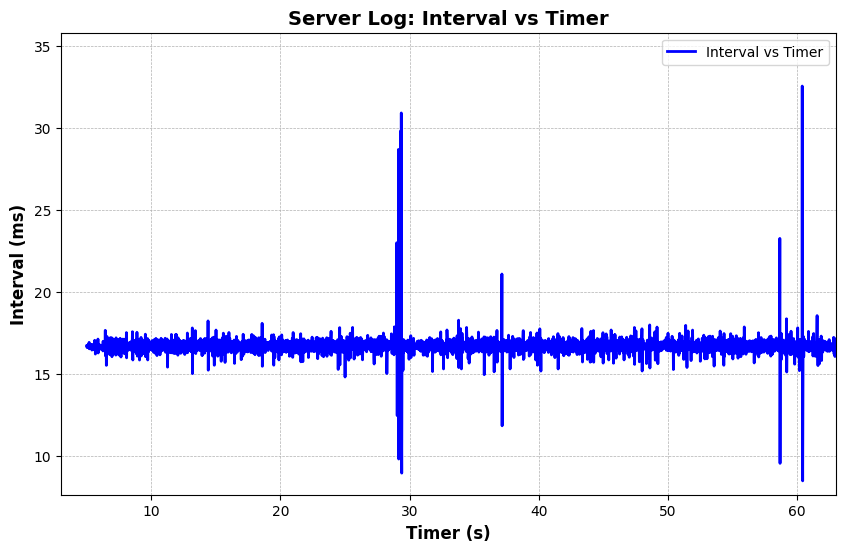 Server Log: Interval vs Timer
Interval vs Timer
35
30
25
20
15
10
Interval (ms)
10 20 30 40 50 60
Timer (s)